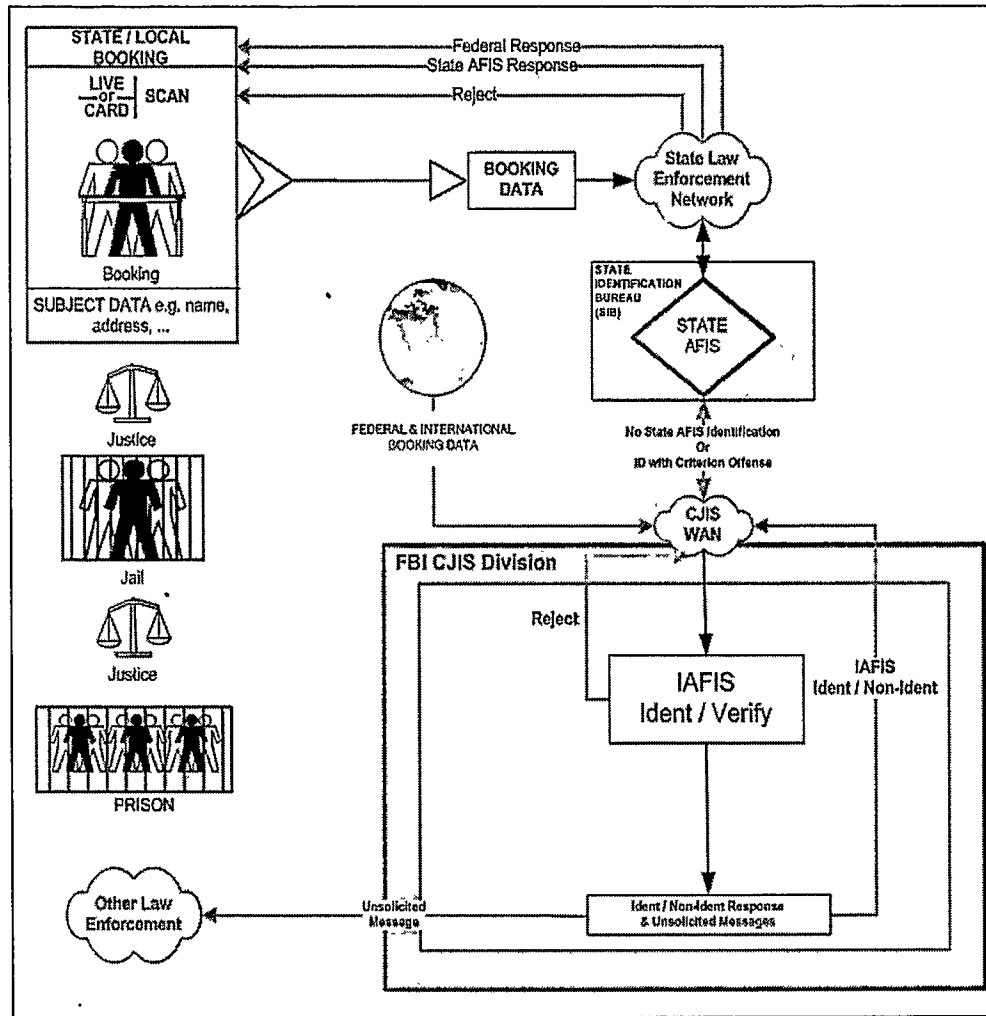 STATE / LOCAL
BOOKING
LIVE
or
CARD
SCAN
Booking
SUBJECT DATA e.g. name,
address, ...
Federal Response
State AFIS Response
Reject
BOOKING
DATA
State Law
Enforcement
Network
STATE
IDENTIFICATION
BUREAU
(SIB)
STATE
AFIS
FEDERAL & INTERNATIONAL
BOOKING DATA
No State AFIS Identification
Or
ID with Criterion Offense
CJIS
WAN
Justice
Jail
Justice
PRISON
FBI CJIS Division
Reject
IAFIS
Ident / Verify
IAFIS
Ident / Non-Ident
Ident / Non-Ident Response
& Unsolicited Messages
Unsolicited
Message
Other Law
Enforcement